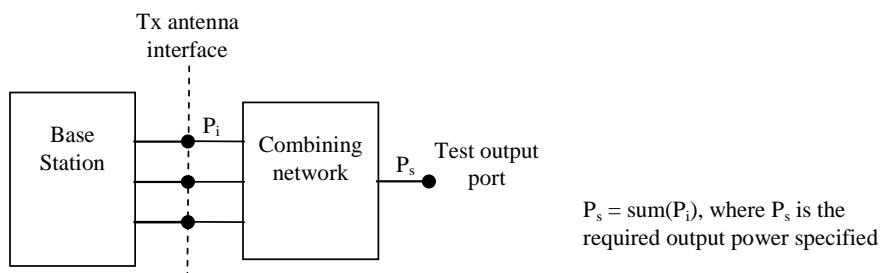 Tx antenna
interface
Base
Station
Pi
Combining
network
Ps
Test output
port
Ps = sum(Pi), where Ps is the
required output power specified